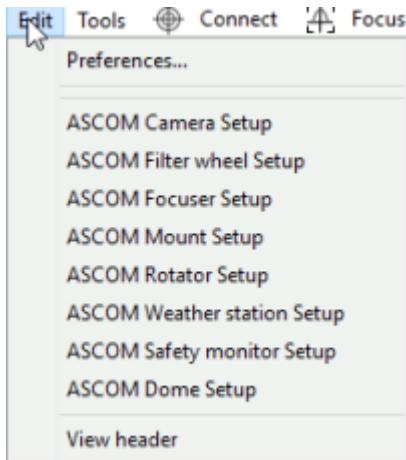 Edit Tools Connect Focus
Preferences...
ASCOM Camera Setup
ASCOM Filter wheel Setup
ASCOM Focuser Setup
ASCOM Mount Setup
ASCOM Rotator Setup
ASCOM Weather station Setup
ASCOM Safety monitor Setup
ASCOM Dome Setup
View header